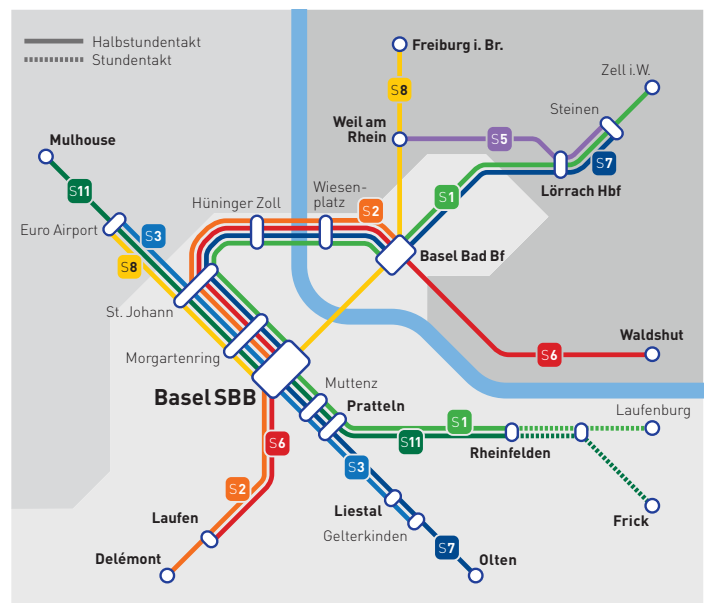 Halbstundentakt
Stundentakt
Freiburg i. Br.
Zell i.W.
S8
Steinen
Weil am
Rhein
S5
Mulhouse
S7
S11
Lörrach Hbf
Wiesen-
platz
Hüninger Zoll
S2
S1
Euro Airport
S3
S8
Basel Bad Bf
St. Johann
Waldshut
Morgartenring
S6
Basel SBB
Muttenz
Pratteln
Laufenburg
S1
S6
S11
Rheinfelden
S3
S2
Liestal
Laufen
Frick
Gelterkinden
S7
Delémont
Olten